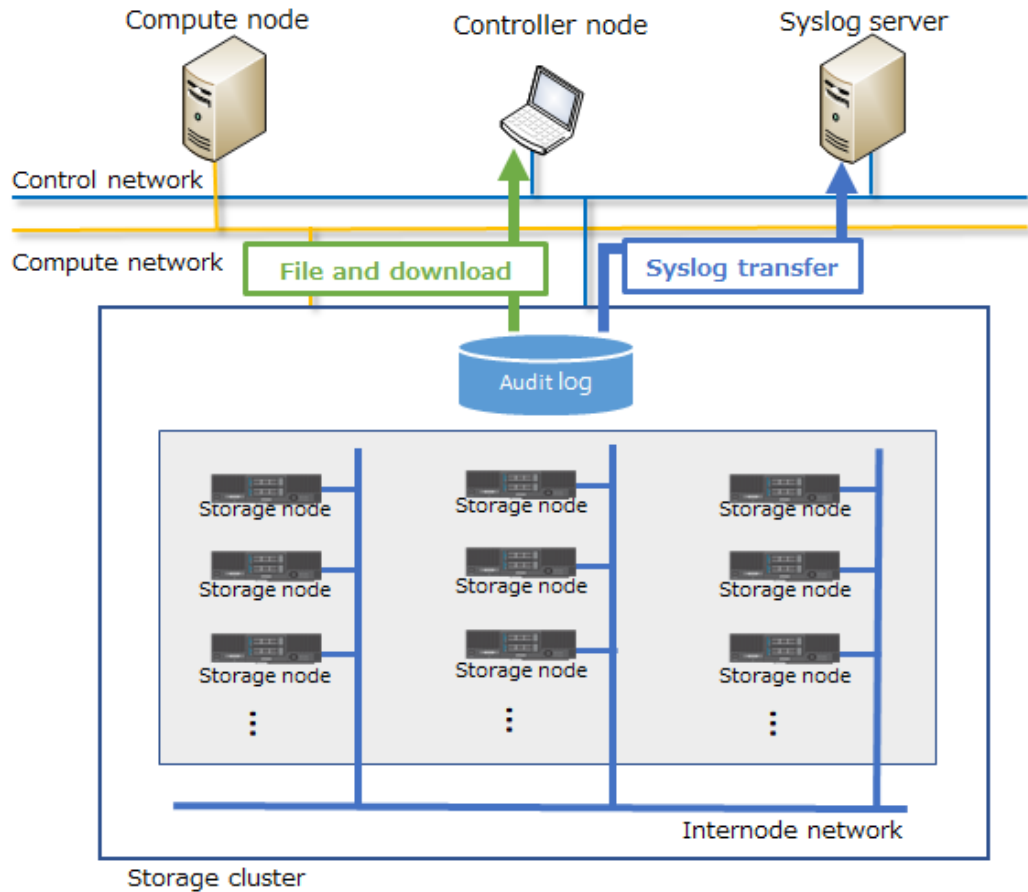 Compute node
Controller node
Syslog server
Control network
Compute network
File and download
Syslog transfer
Audit log
Storage node
Storage node
Storage node
Storage node
Storage node
Storage node
Storage node
Storage node
Storage node
Internode network
Storage cluster